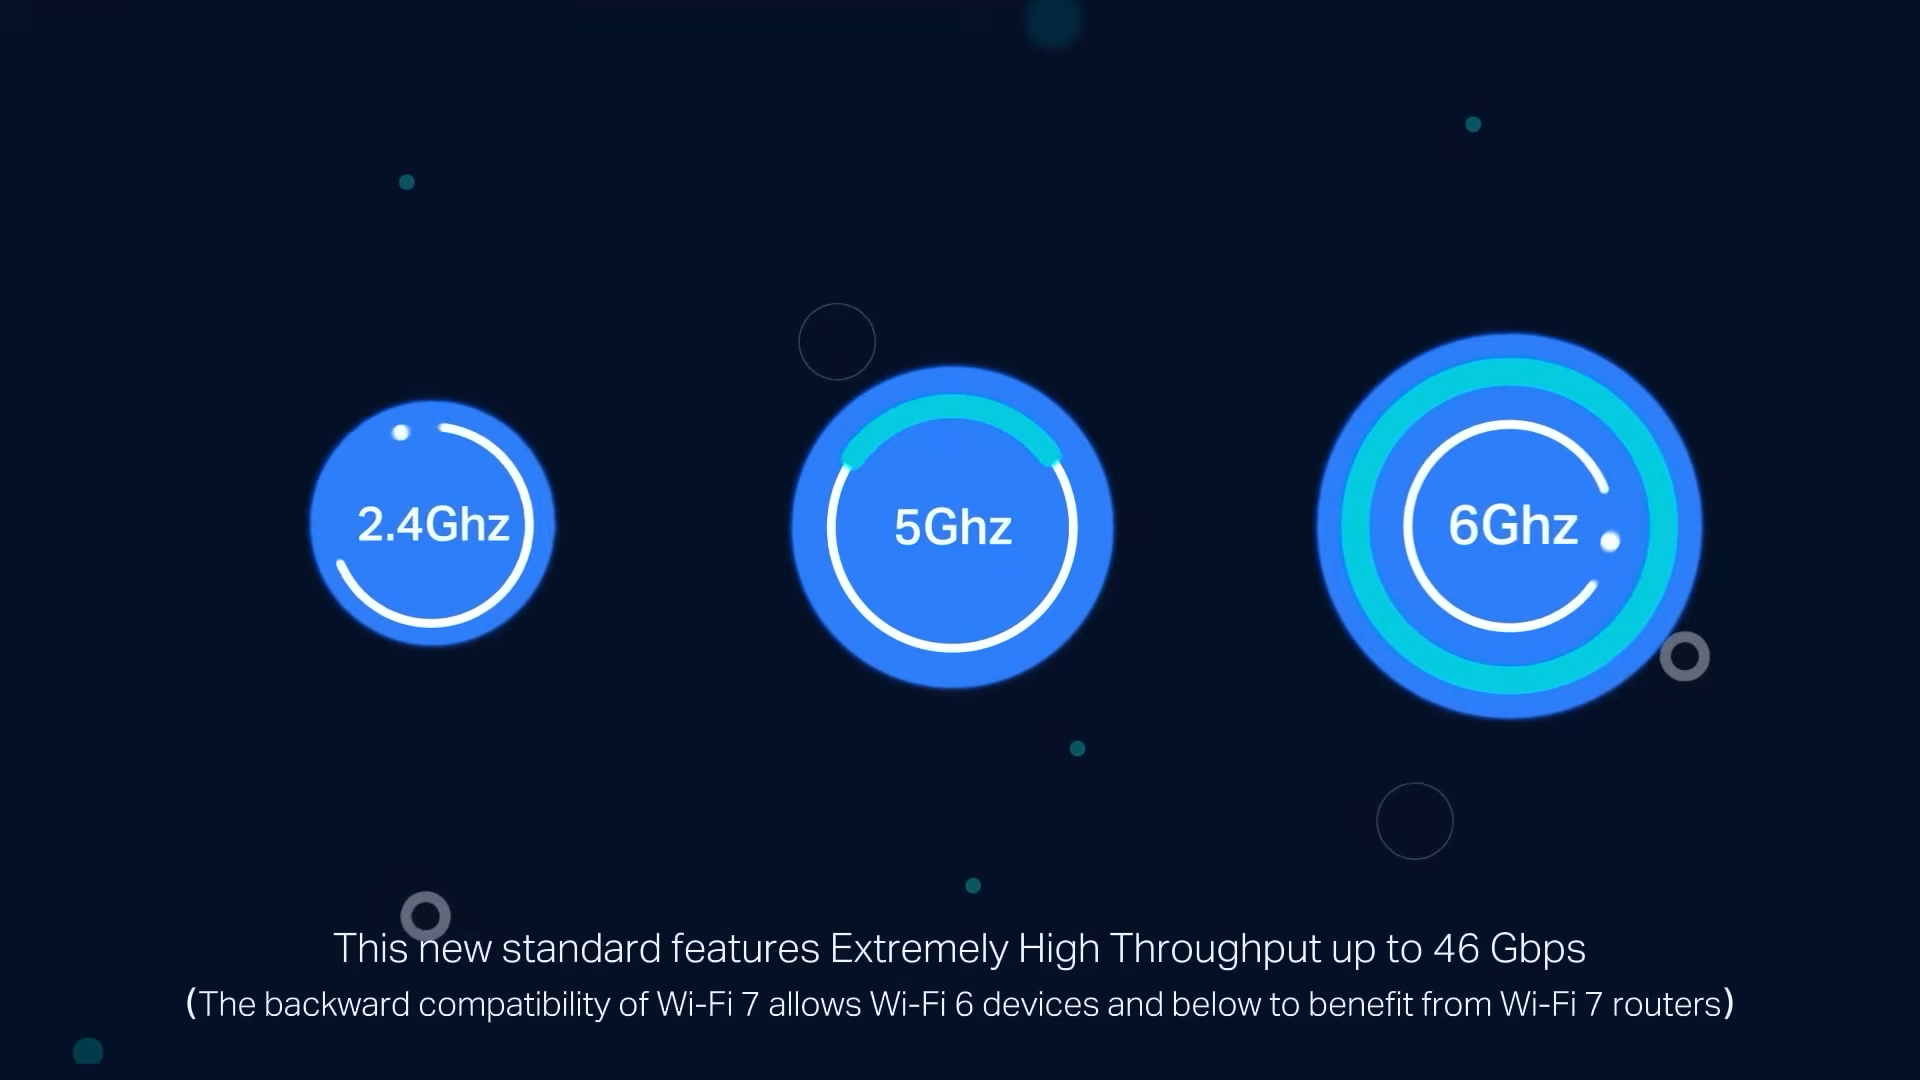 2.4Ghz
5Ghz
6Ghz
This new standard features Extremely High Throughput up to 46 Gbps
(The backward compatibility of Wi-Fi 7 allows Wi-Fi 6 devices and below to benefit from Wi-Fi 7 routers)